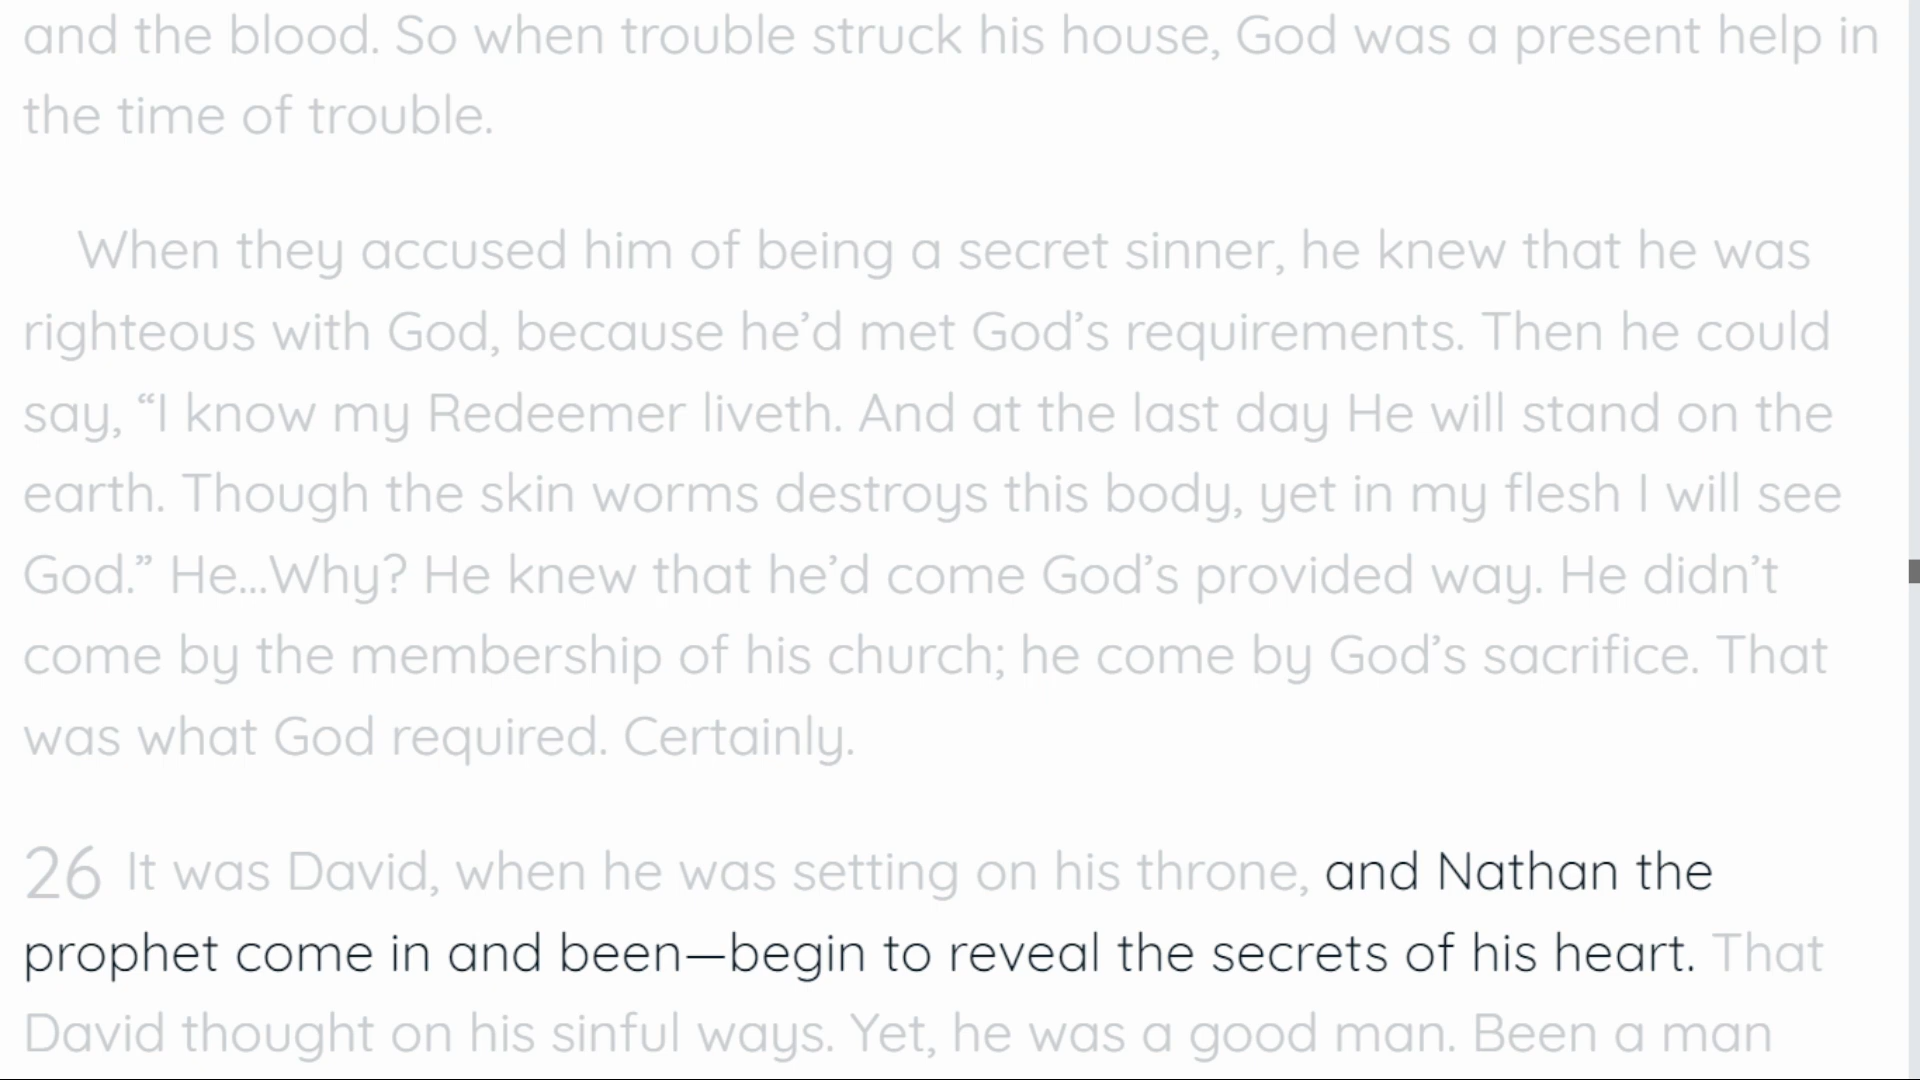 and the blood. So when trouble struck his house, God was a present help in
the time of trouble.
When they accused him of being a secret sinner, he knew that he was
righteous with God, because he’d met God’s requirements. Then he could
say, “I know my Redeemer liveth. And at the last day He will stand on the
earth. Though the skin worms destroys this body, yet in my flesh I will see
God.” He...Why? He knew that he’d come God’s provided way. He didn’t
come by the membership of his church; he come by God’s sacrifice. That
was what God required. Certainly.
26 It was David, when he was setting on his throne, and Nathan the
prophet come in and been—begin to reveal the secrets of his heart. That
David thought on his sinful ways. Yet, he was a good man. Been a man